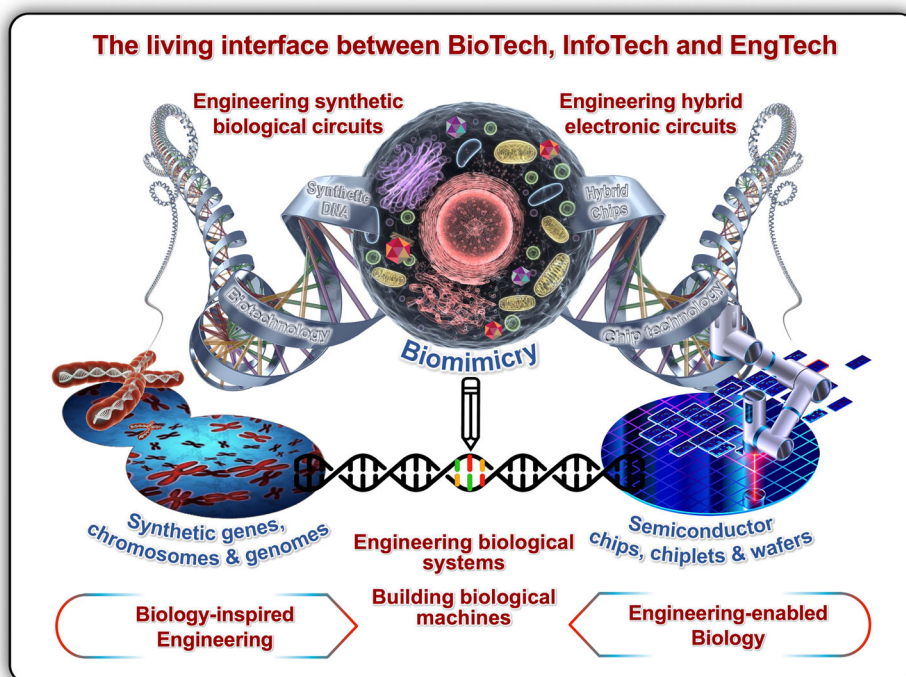 The living interface between BioTech, InfoTech and EngTech
Engineering synthetic
biological circuits
Engineering hybrid
electronic circuits
Synthetic
DNA
Hybrid
Chips
Biotechnology
Chip technology
Biomimicry
Synthetic genes,
chromosomes & genomes
Semiconductor
chips, chiplets & wafers
Engineering biological
systems
Building biological
machines
Biology-inspired
Engineering
Engineering-enabled
Biology